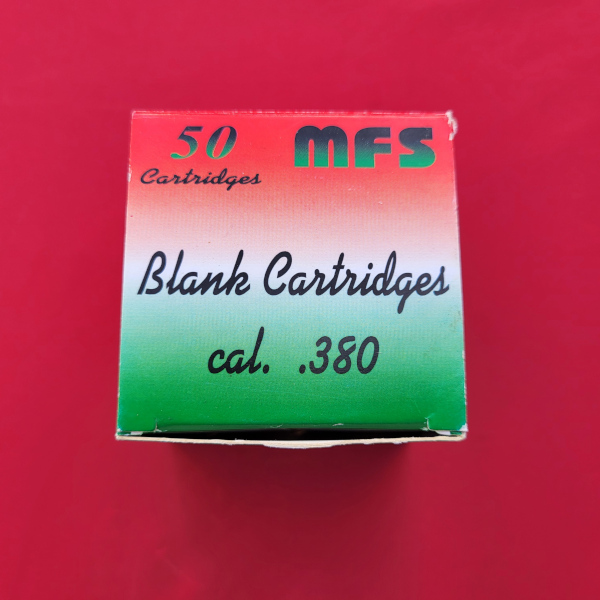 50 MFS
Cartridges
Blank Cartridges
cal. .380